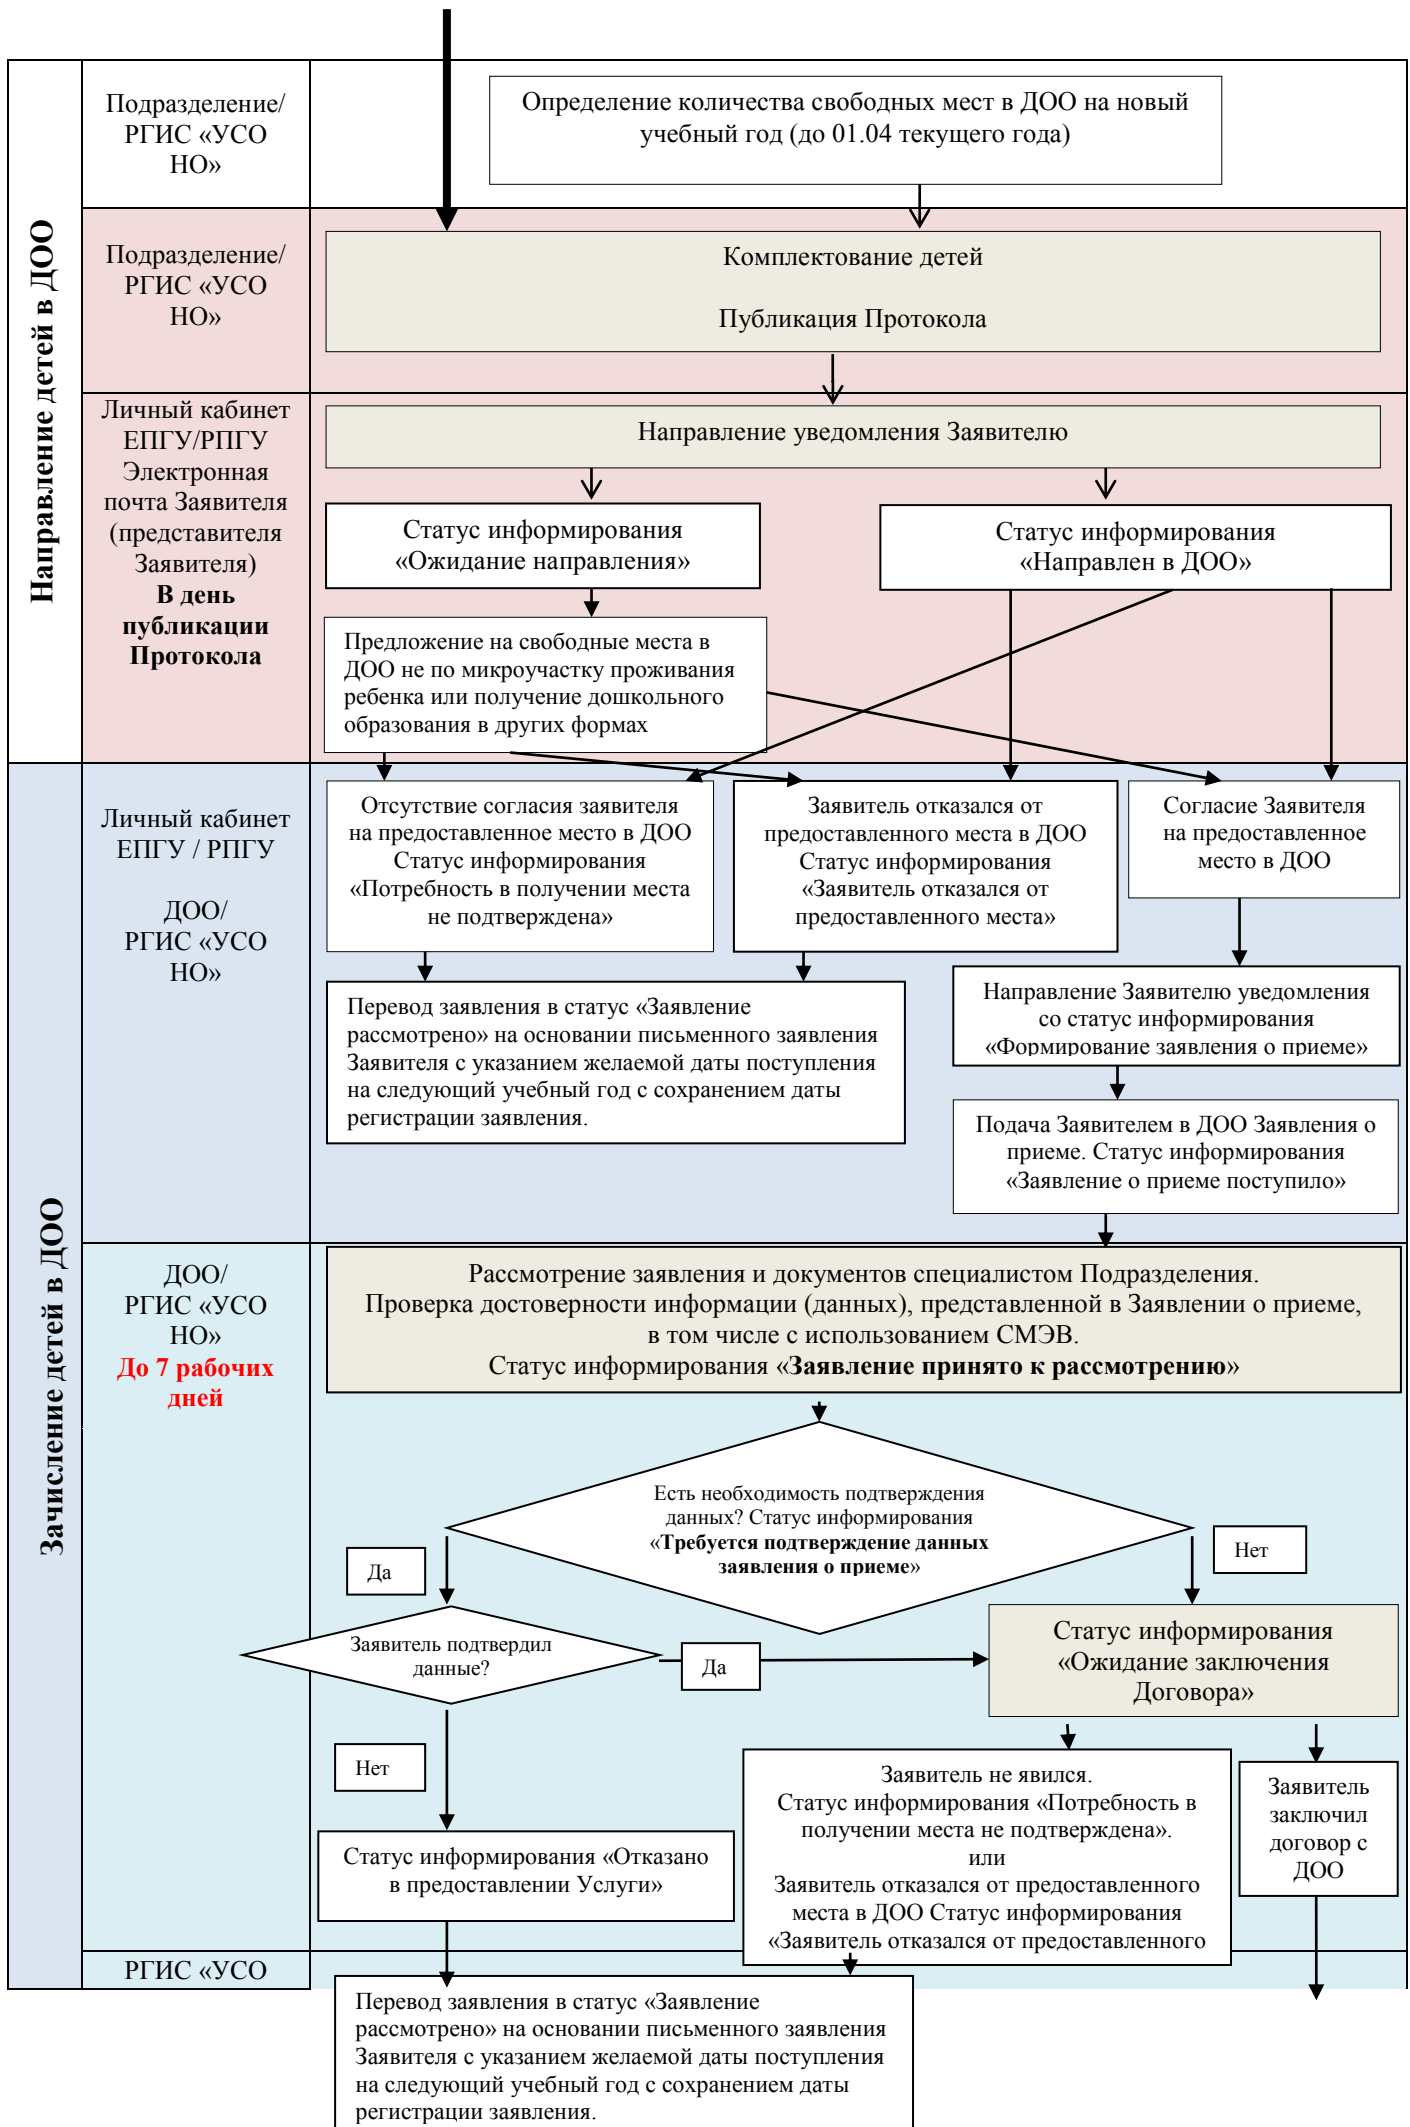 Направление детей в ДОО
Подразделение/
РГИС «УСО
НО»
Определение количества свободных мест в ДОО на новый
учебный год (до 01.04 текущего года)
Подразделение/
РГИС «УСО
НО»
Комплектование детей
Публикация Протокола
Личный кабинет
ЕПГУ/РПГУ
Электронная
почта Заявителя
(представителя
Заявителя)
В день
публикации
Протокола
Направление уведомления Заявителю
Статус информирования
«Ожидание направления»
Статус информирования
«Направлен в ДОО»
Предложение на свободные места в
ДОО не по микроучастку проживания
ребенка или получение дошкольного
образования в других формах
Зачисление детей в ДОО
Личный кабинет
ЕПГУ / РПГУ
ДОО/
РГИС «УСО
НО»
Отсутствие согласия заявителя
на предоставленное место в ДОО
Статус информирования
«Потребность в получении места
не подтверждена»
Заявитель отказался от
предоставленного места в ДОО
Статус информирования
«Заявитель отказался от
предоставленного места»
Согласие Заявителя
на предоставленное
место в ДОО
Перевод заявления в статус «Заявление
рассмотрено» на основании письменного заявления
Заявителя с указанием желаемой даты поступления
на следующий учебный год с сохранением даты
регистрации заявления.
Направление Заявителю уведомления
со статус информирования
«Формирование заявления о приеме»
Подача Заявителем в ДОО Заявления о
приеме. Статус информирования
«Заявление о приеме поступило»
ДОО/
РГИС «УСО
НО»
До 7 рабочих
дней
Рассмотрение заявления и документов специалистом Подразделения.
Проверка достоверности информации (данных), представленной в Заявлении о приеме,
в том числе с использованием СМЭВ.
Статус информирования «Заявление принято к рассмотрению»
Есть необходимость подтверждения
данных? Статус информирования
«Требуется подтверждение данных
заявления о приеме»
Да
Нет
Заявитель подтвердил
данные?
Да
Статус информирования
«Ожидание заключения
Договора»
Нет
Заявитель не явился.
Статус информирования «Потребность в
получении места не подтверждена».
или
Заявитель отказался от предоставленного
места в ДОО Статус информирования
«Заявитель отказался от предоставленного
Заявитель
заключил
договор с
ДОО
Статус информирования «Отказано
в предоставлении Услуги»
РГИС «УСО
Перевод заявления в статус «Заявление
рассмотрено» на основании письменного заявления
Заявителя с указанием желаемой даты поступления
на следующий учебный год с сохранением даты
регистрации заявления.